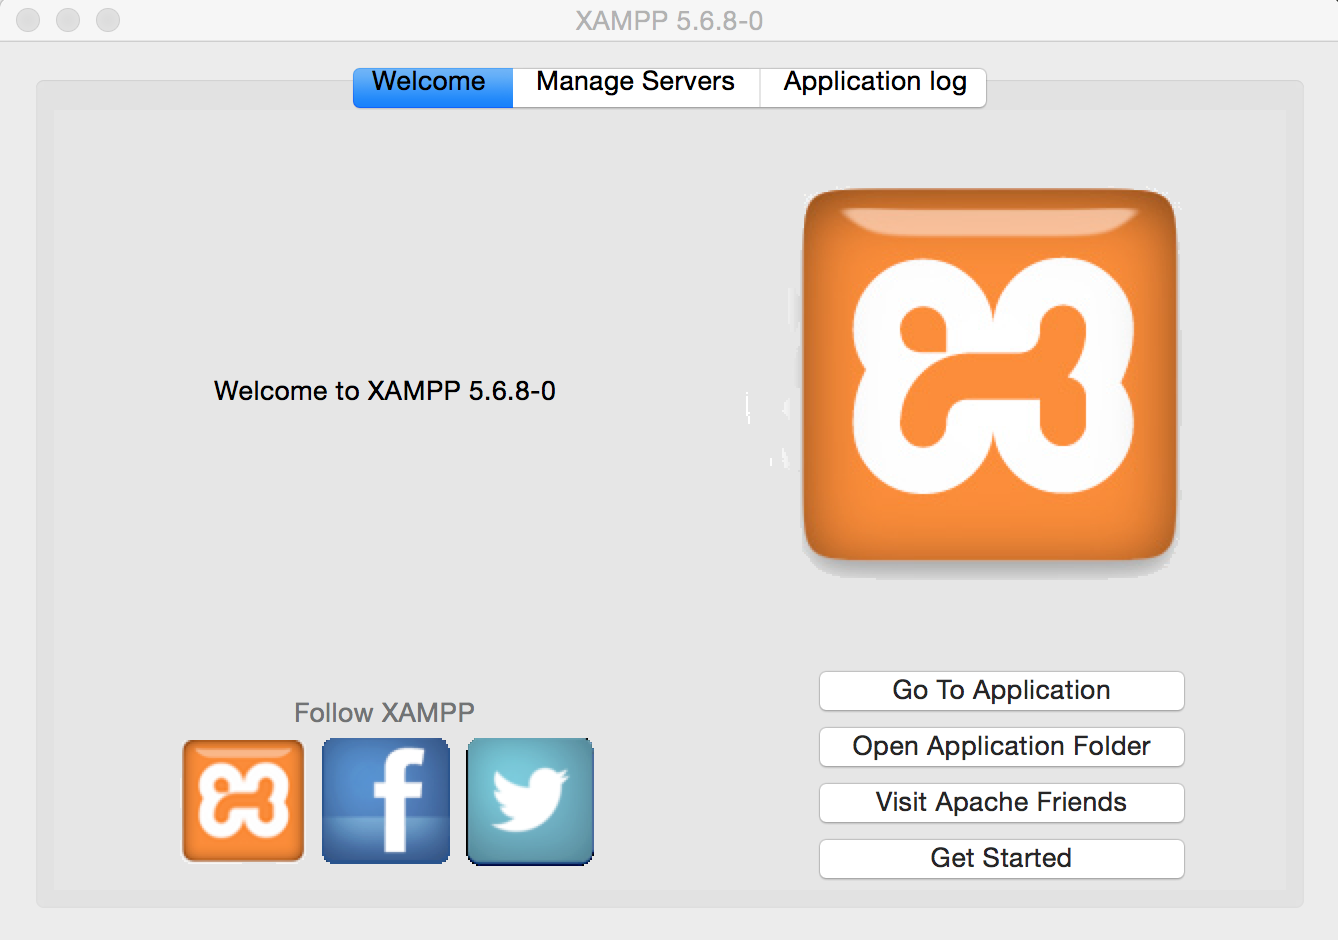 XAMPP 5.6.8-0
Welcome
Manage Servers
Application log
Welcome to XAMPP 5.6.8-0
Follow XAMPP
Go To Application
Open Application Folder
Visit Apache Friends
Get Started